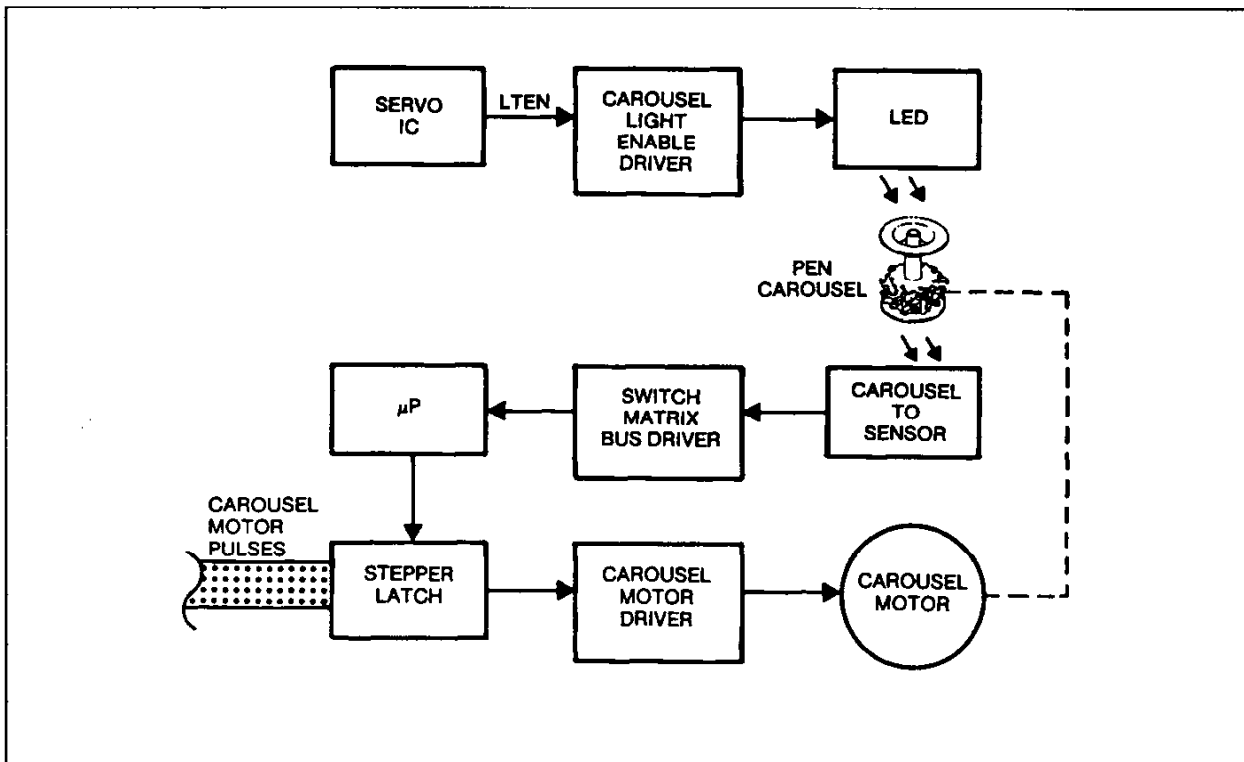 SERVO
IC
LTEN
CAROUSEL
LIGHT
ENABLE
DRIVER
LED
PEN
CAROUSEL
µP
SWITCH
MATRIX
BUS DRIVER
CAROUSEL
TO
SENSOR
CAROUSEL
MOTOR
PULSES
STEPPER
LATCH
CAROUSEL
MOTOR
DRIVER
CAROUSEL
MOTOR